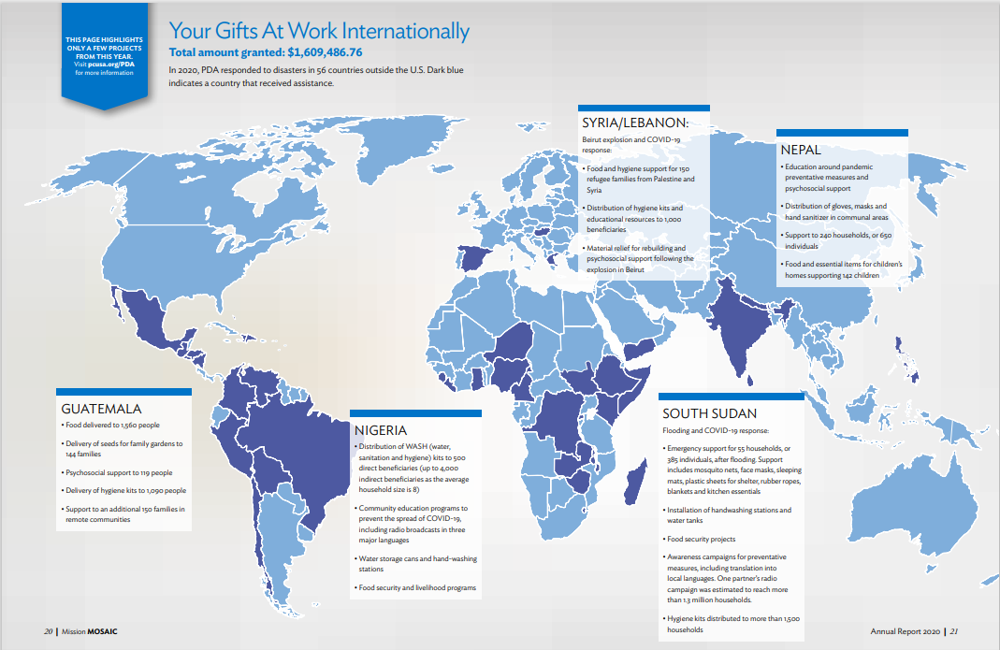 THIS PAGE HIGHLIGHTS
ONLY A FEW PROJECTS
FROM THIS YEAR.
Visit pcusa.org/PDA
for more information
Your Gifts At Work Internationally
Total amount granted: $1,609,486.76
In 2020, PDA responded to disasters in 56 countries outside the U.S. Dark blue
indicates a country that received assistance.
SYRIA/LEBANON:
Beirut explosion and COVID-19
response:
• Food and hygiene support for 150
refugee families from Palestine and
Syria
• Distribution of hygiene kits and
educational resources to 1,000
beneficiaries
• Material relief for rebuilding and
psychosocial support following the
explosion in Beirut
NEPAL
• Education around pandemic
preventative measures and
psychosocial support
• Distribution of gloves, masks and
hand sanitizer in communal areas
• Support to 240 households, or 650
individuals
• Food and essential items for children's
homes supporting 142 children
GUATEMALA
• Food delivered to 1,560 people
• Delivery of seeds for family gardens to
144 families
• Psychosocial support to 119 people
• Delivery of hygiene kits to 1,090 people
• Support to an additional 150 families in
remote communities
NIGERIA
• Distribution of WASH (water,
sanitation and hygiene) kits to 500
direct beneficiaries (up to 4,000
indirect beneficiaries as the average
household size is 8)
• Community education programs to
prevent the spread of COVID-19,
including radio broadcasts in three
major languages
• Water storage cans and hand-washing
stations
• Food security and livelihood programs
SOUTH SUDAN
Flooding and COVID-19 response:
• Emergency support for 55 households, or
385 individuals, after flooding. Support
includes mosquito nets, face masks, sleeping
mats, plastic sheets for shelter, rubber ropes,
blankets and kitchen essentials
• Installation of handwashing stations and
water tanks
• Food security projects
• Awareness campaigns for preventative
measures, including translation into
local languages. One partner's radio
campaign was estimated to reach more
than 1.3 million households.
• Hygiene kits distributed to more than 1,500
households
20 | Mission MOSAIC
Annual Report 2020 | 21